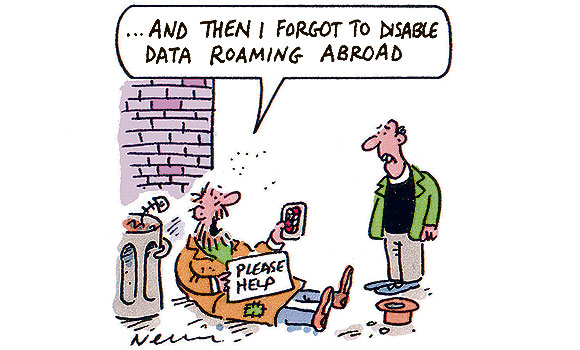 ...AND THEN I FORGOT TO DISABLE
DATA ROAMING ABROAD
PLEASE
HELP